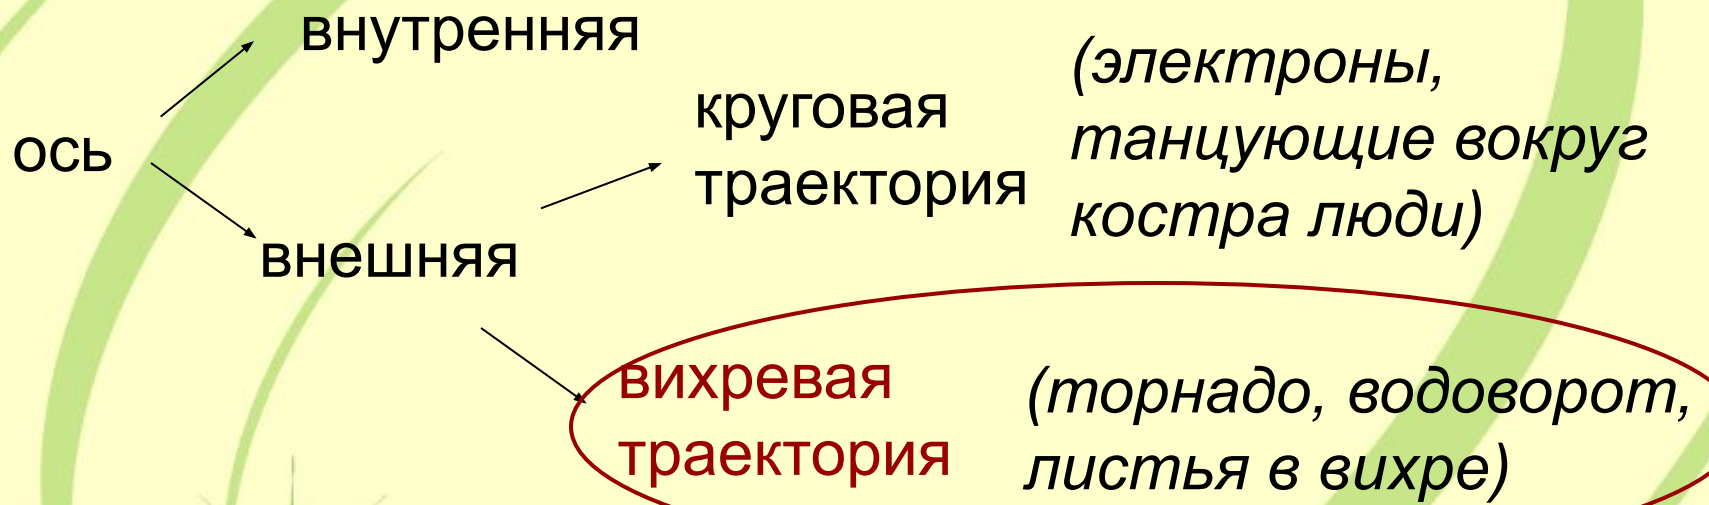 внутренняя
ось
внешняя
круговая
траектория
(электроны,
танцующие вокруг
костра люди)
вихревая
траектория
(торнадо, водоворот,
листья в вихре)